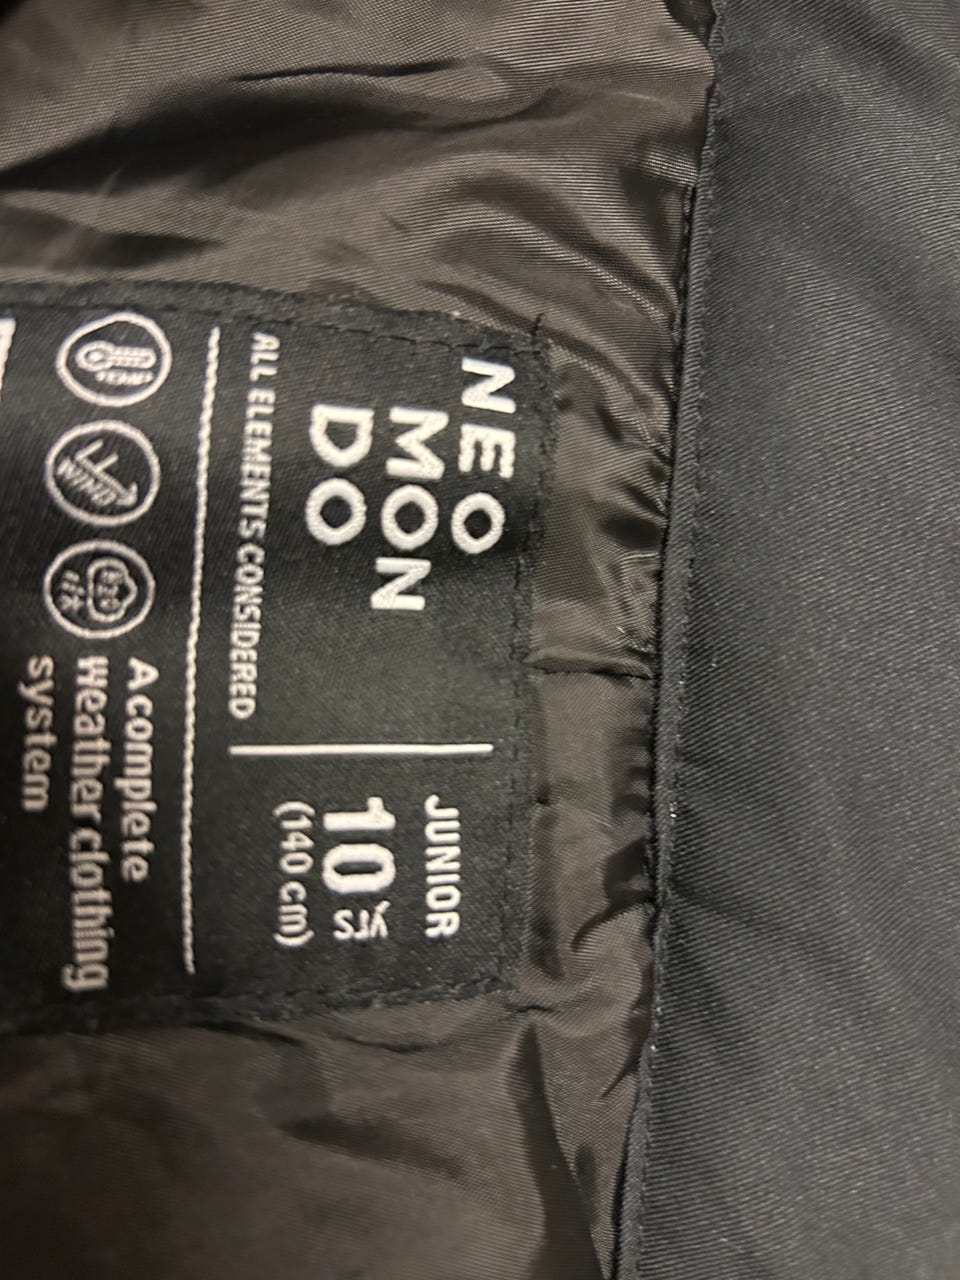 NEO
MON
DO
ALL ELEMENTS CONSIDERED
JUNIOR
10 YRS
(140 cm)
A complete
weather clothing
system